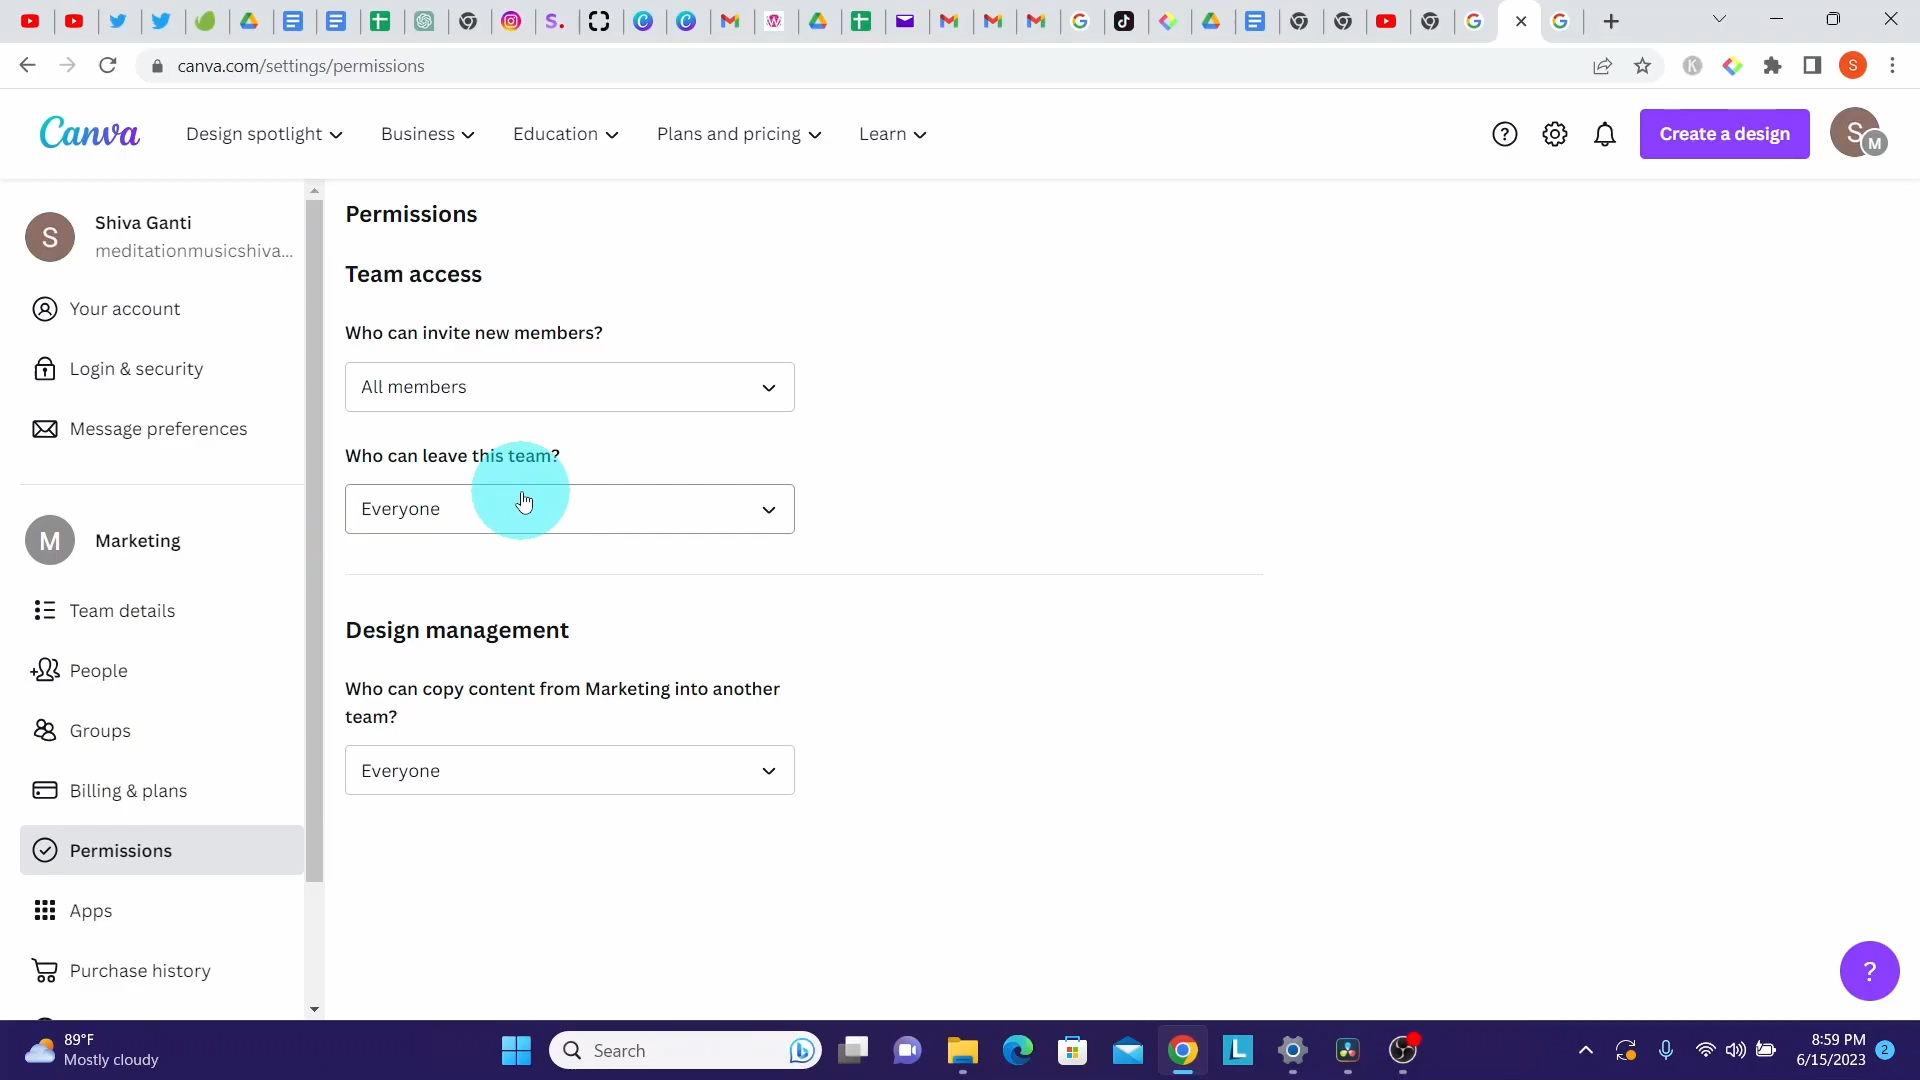 canva.com/settings/permissions
S
Canva
Design spotlight
Business
Education
Plans and pricing
Learn
Create a design
S
M
S
Shiva Ganti
meditationmusicshiva...
Your account
Login & security
Message preferences
M
Marketing
Team details
People
Groups
Billing & plans
Permissions
Apps
Purchase history
Permissions
Team access
Who can invite new members?
All members
Who can leave this team?
Everyone
Design management
Who can copy content from Marketing into another
team?
Everyone
?
89°F
Mostly cloudy
Search
L
8:59 PM
6/15/2023
2